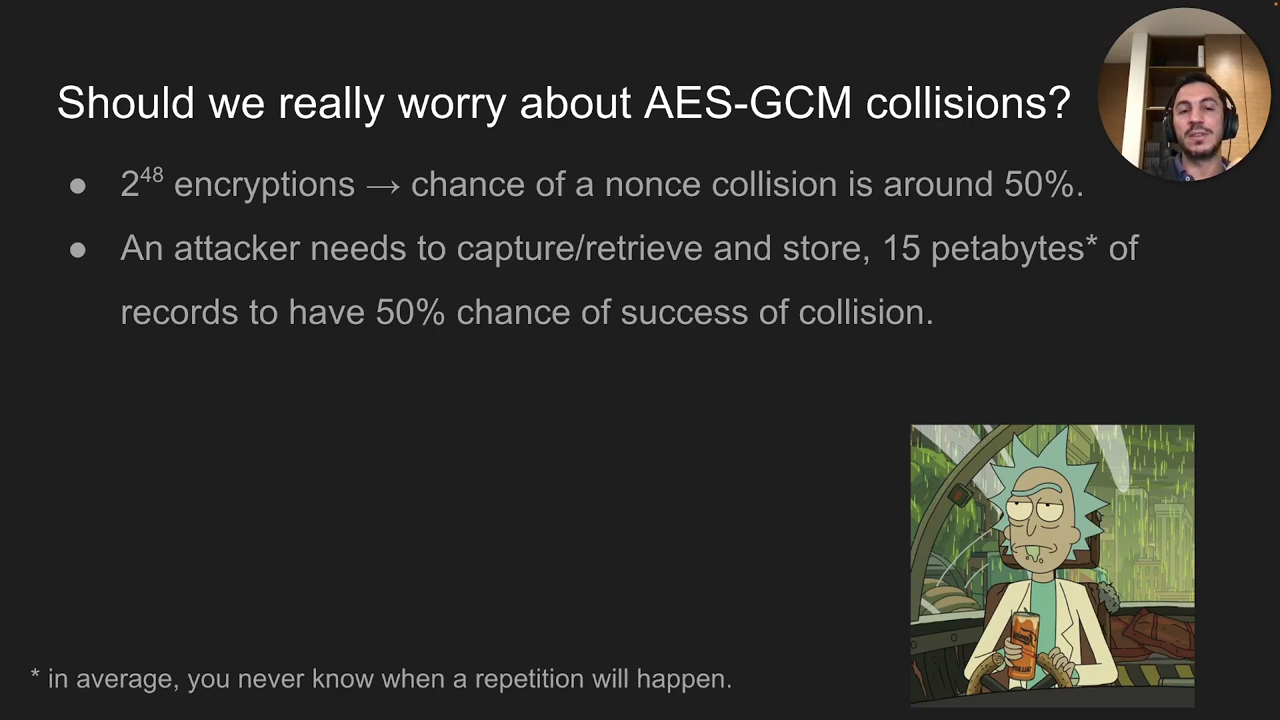 Should we really worry about AES-GCM collisions?
● 2⁴⁸ encryptions → chance of a nonce collision is around 50%.
● An attacker needs to capture/retrieve and store, 15 petabytes* of
records to have 50% chance of success of collision.
* in average, you never know when a repetition will happen.